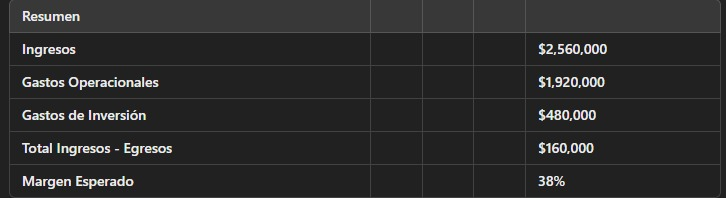 Resumen
Ingresos $2,560,000
Gastos Operacionales $1,920,000
Gastos de Inversión $480,000
Total Ingresos - Egresos $160,000
Margen Esperado 38%